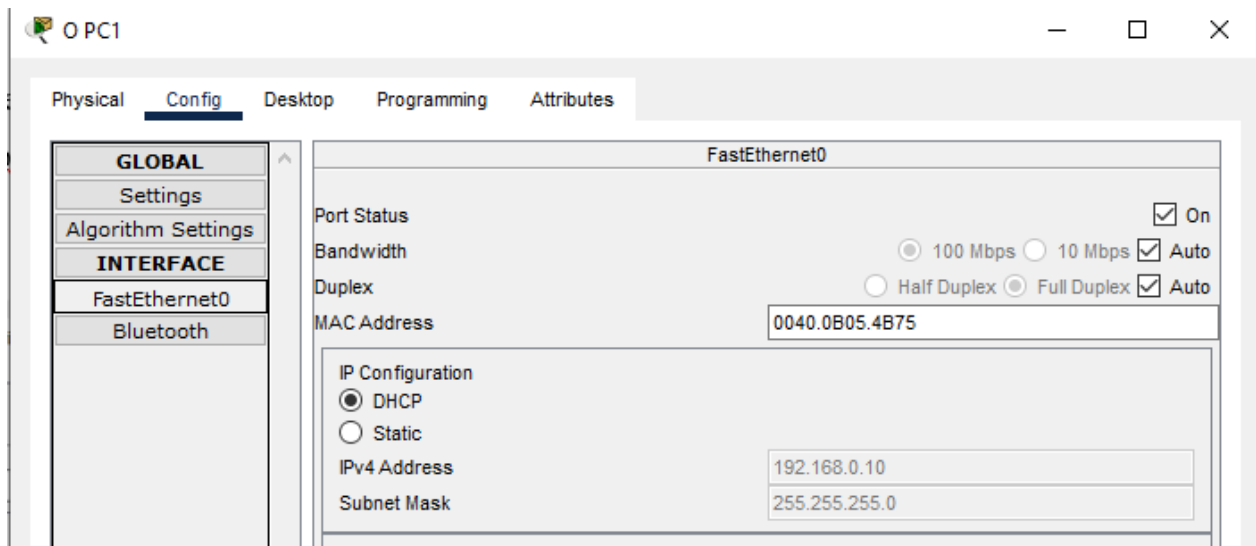 O PC1
Physical Config Desktop Programming Attributes
GLOBAL
Settings
Algorithm Settings
INTERFACE
FastEthernet0
Bluetooth
FastEthernet0
Port Status On
Bandwidth 100 Mbps 10 Mbps Auto
Duplex Half Duplex Full Duplex Auto
MAC Address 0040.0B05.4B75
IP Configuration
DHCP
Static
IPv4 Address 192.168.0.10
Subnet Mask 255.255.255.0